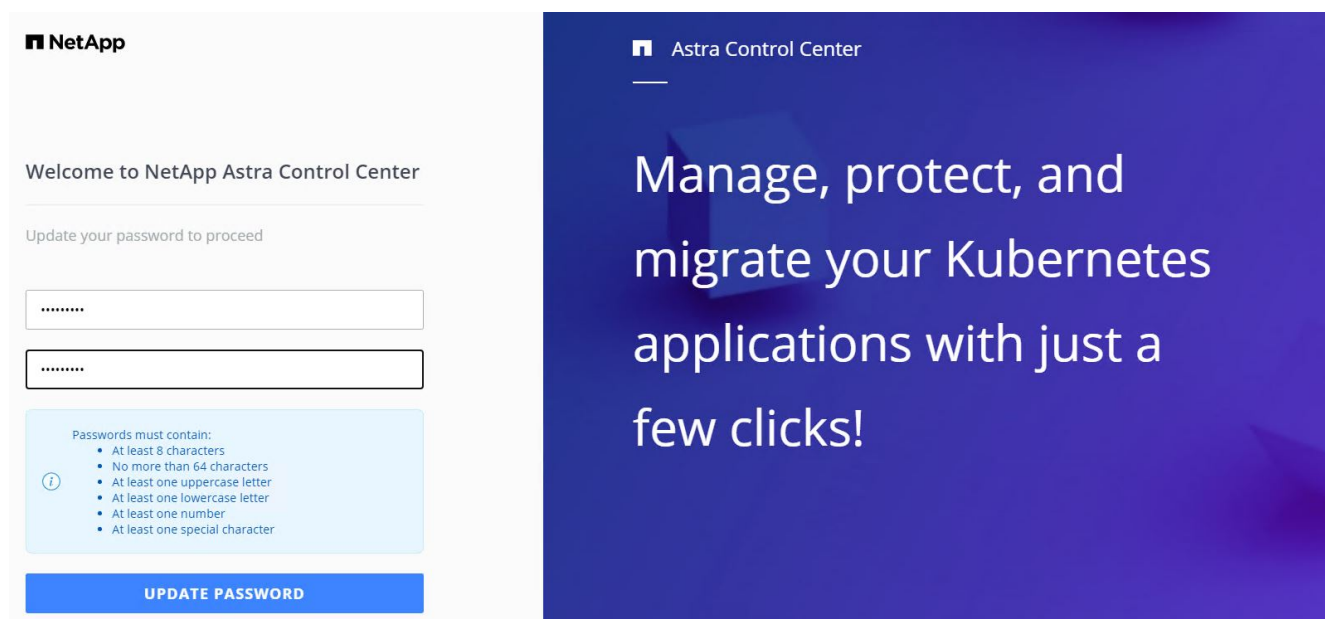 NetApp
Welcome to NetApp Astra Control Center
Update your password to proceed
•••••••••
•••••••••
Passwords must contain:
• At least 8 characters
• No more than 64 characters
• At least one uppercase letter
• At least one lowercase letter
• At least one number
• At least one special character
UPDATE PASSWORD
Astra Control Center
Manage, protect, and
migrate your Kubernetes
applications with just a
few clicks!